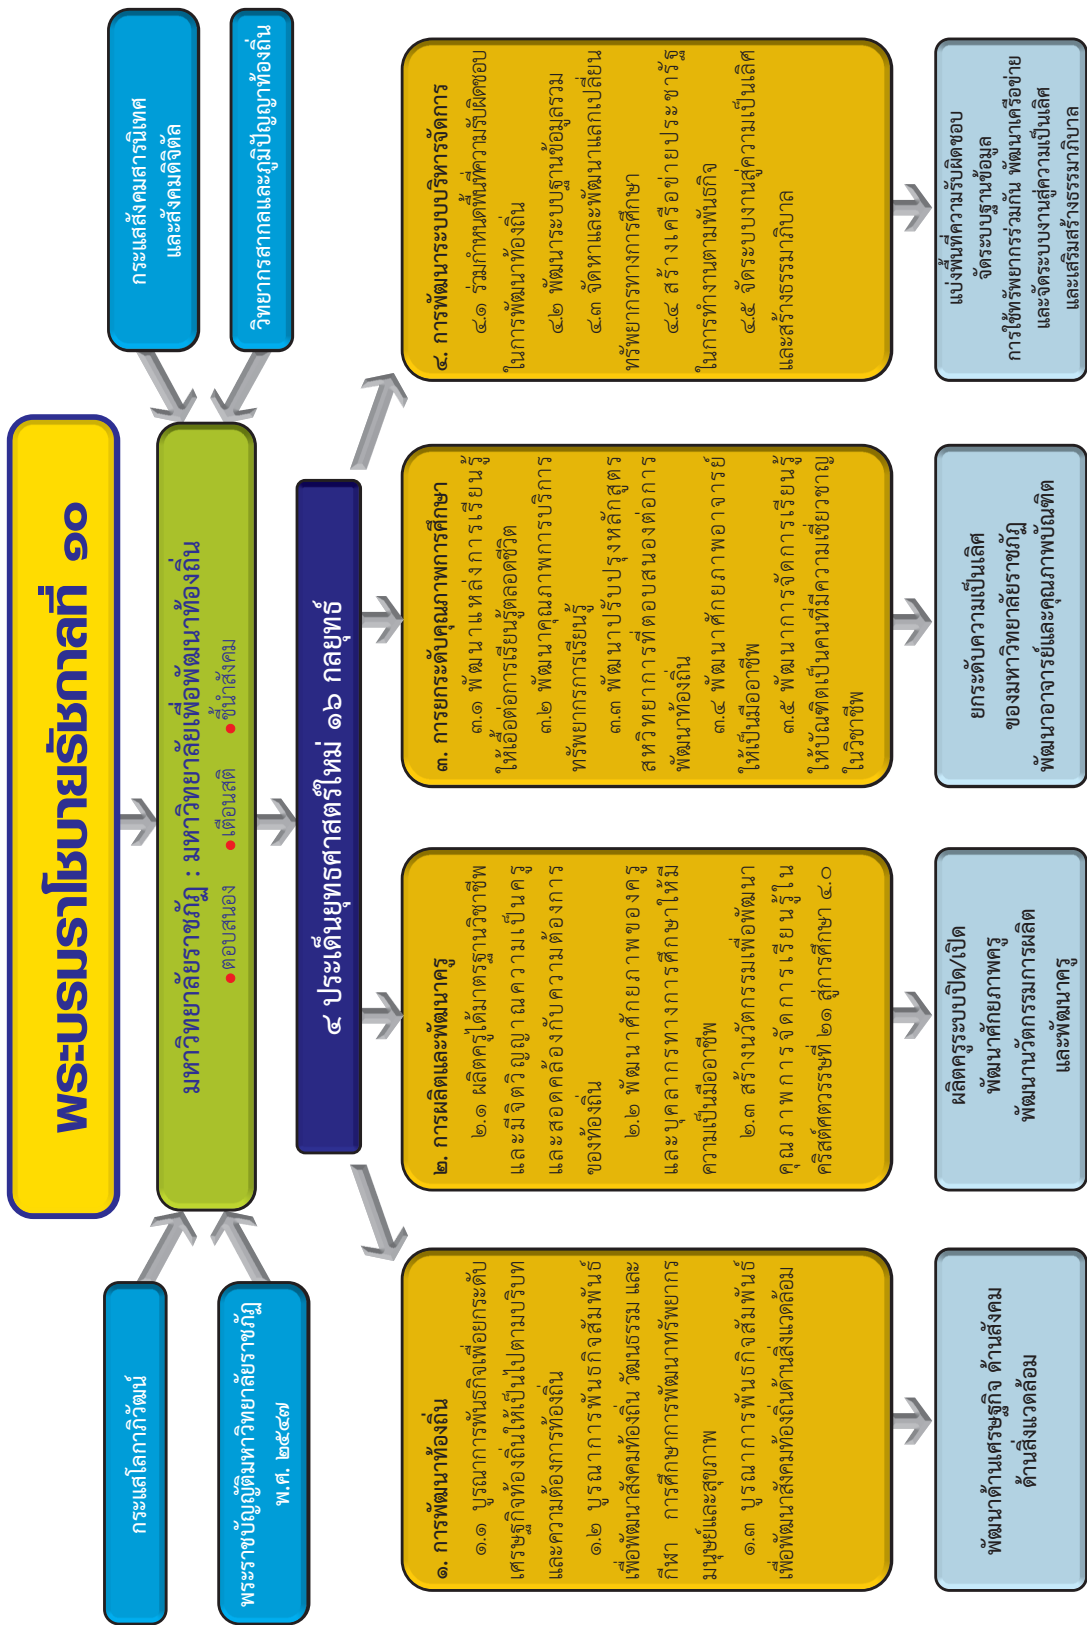 พระบรมราโชบายรัชกาลที่ ๑๐
กระแสโลกาภิวัฒน์
พระราชบัญญัติมหาวิทยาลัยราชภัฏ
พ.ศ. ๒๕๔๗
มหาวิทยาลัยราชภัฏ : มหาวิทยาลัยเพื่อพัฒนาท้องถิ่น
•ตอบสนอง •เตือนสติ •ชี้นำสังคม
กระแสสังคมสารนิเทศ
และสังคมดิจิตัล
วิทยากรสากลและภูมิปัญญาท้องถิ่น
๔ ประเด็นยุทธศาสตร์ใหม่ ๑๖ กลยุทธ์
๑. การพัฒนาท้องถิ่น
๑.๑ บูรณาการพันธกิจเพื่อยกระดับ
เศรษฐกิจท้องถิ่นให้เป็นไปตามบริบท
และความต้องการท้องถิ่น
๑.๒ บูรณาการพันธกิจสัมพันธ์
เพื่อพัฒนาสังคมท้องถิ่น วัฒนธรรม และ
กีฬา การศึกษาการพัฒนาทรัพยากร
มนุษย์และสุขภาพ
๑.๓ บูรณาการพันธกิจสัมพันธ์
เพื่อพัฒนาสังคมท้องถิ่นด้านสิ่งแวดล้อม
๒. การผลิตและพัฒนาครู
๒.๑ ผลิตครูได้มาตรฐานวิชาชีพ
และมีจิตวิญญาณความเป็นครู
และสอดคล้องกับความต้องการ
ของท้องถิ่น
๒.๒ พัฒนาศักยภาพของครู
และบุคลากรทางการศึกษาให้มี
ความเป็นมืออาชีพ
๒.๓ สร้างนวัตกรรมเพื่อพัฒนา
คุณภาพการจัดการเรียนรู้ใน
คริสต์ศตวรรษที่ ๒๑ สู่การศึกษา ๔.๐
๓. การยกระดับคุณภาพการศึกษา
๓.๑ พัฒนาแหล่งการเรียนรู้
ให้เอื้อต่อการเรียนรู้ตลอดชีวิต
๓.๒ พัฒนาคุณภาพการบริการ
ทรัพยากรการเรียนรู้
๓.๓ พัฒนาปรับปรุงหลักสูตร
สหวิทยาการที่ตอบสนองต่อการ
พัฒนาท้องถิ่น
๓.๔ พัฒนาศักยภาพอาจารย์
ให้เป็นมืออาชีพ
๓.๕ พัฒนาการจัดการเรียนรู้
ให้บัณฑิตเป็นคนที่มีความเชี่ยวชาญ
ในวิชาชีพ
๔. การพัฒนาระบบบริหารจัดการ
๔.๑ ร่วมกำหนดพื้นที่ความรับผิดชอบ
ในการพัฒนาท้องถิ่น
๔.๒ พัฒนาระบบฐานข้อมูลรวม
๔.๓ จัดหาและพัฒนาแลกเปลี่ยน
ทรัพยากรทางการศึกษา
๔.๔ สร้างเครือข่ายประชารัฐ
ในการทำงานตามพันธกิจ
๔.๕ จัดระบบงานสู่ความเป็นเลิศ
และสร้างธรรมาภิบาล
พัฒนาด้านเศรษฐกิจ ด้านสังคม
ด้านสิ่งแวดล้อม
ผลิตครูระบบปิด/เปิด
พัฒนาศักยภาพครู
พัฒนานวัตกรรมการผลิต
และพัฒนาครู
ยกระดับความเป็นเลิศ
ของมหาวิทยาลัยราชภัฏ
พัฒนาอาจารย์และคุณภาพบัณฑิต
แบ่งพื้นที่ความรับผิดชอบ
จัดระบบฐานข้อมูล
การใช้ทรัพยากรร่วมกัน พัฒนาเครือข่าย
และจัดระบบงานสู่ความเป็นเลิศ
และเสริมสร้างธรรมาภิบาล